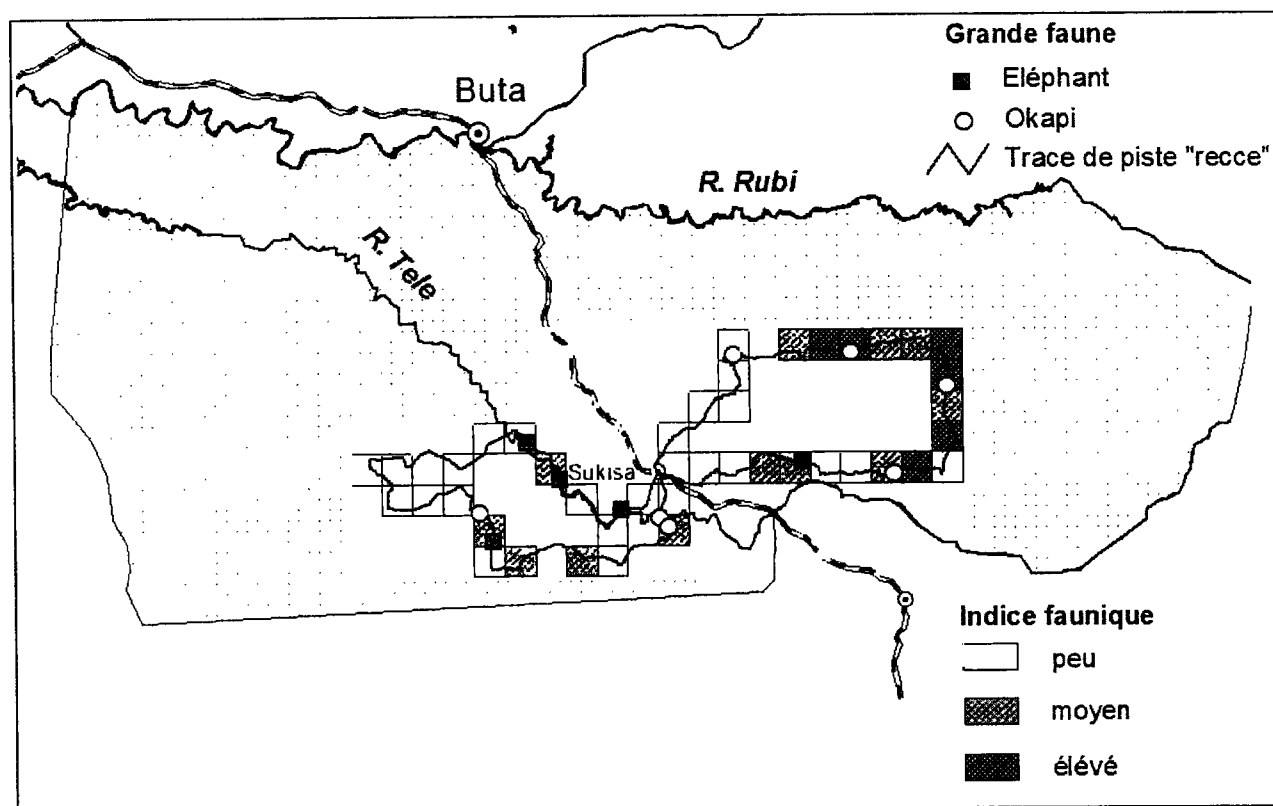 Grande faune
Eléphant
Okapi
Trace de piste "recce"
Buta
R. Rubi
R. Tele
Sukisa
Indice faunique
peu
moyen
élévé